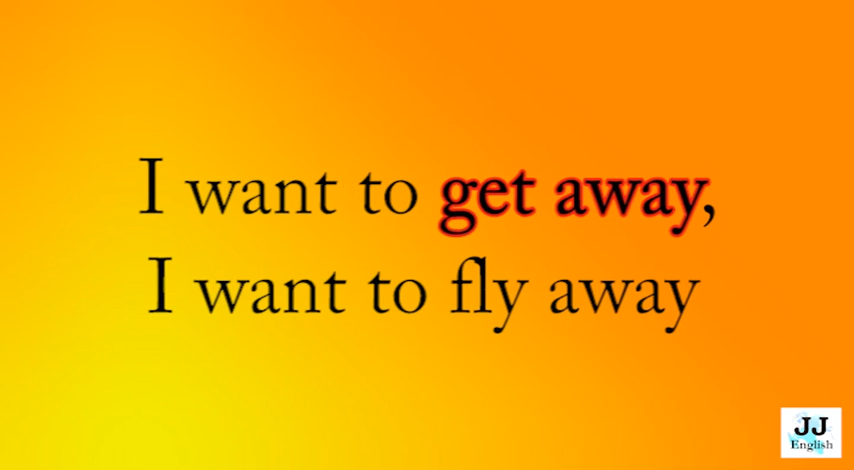 I want to get away,
I want to fly away
JJ
English